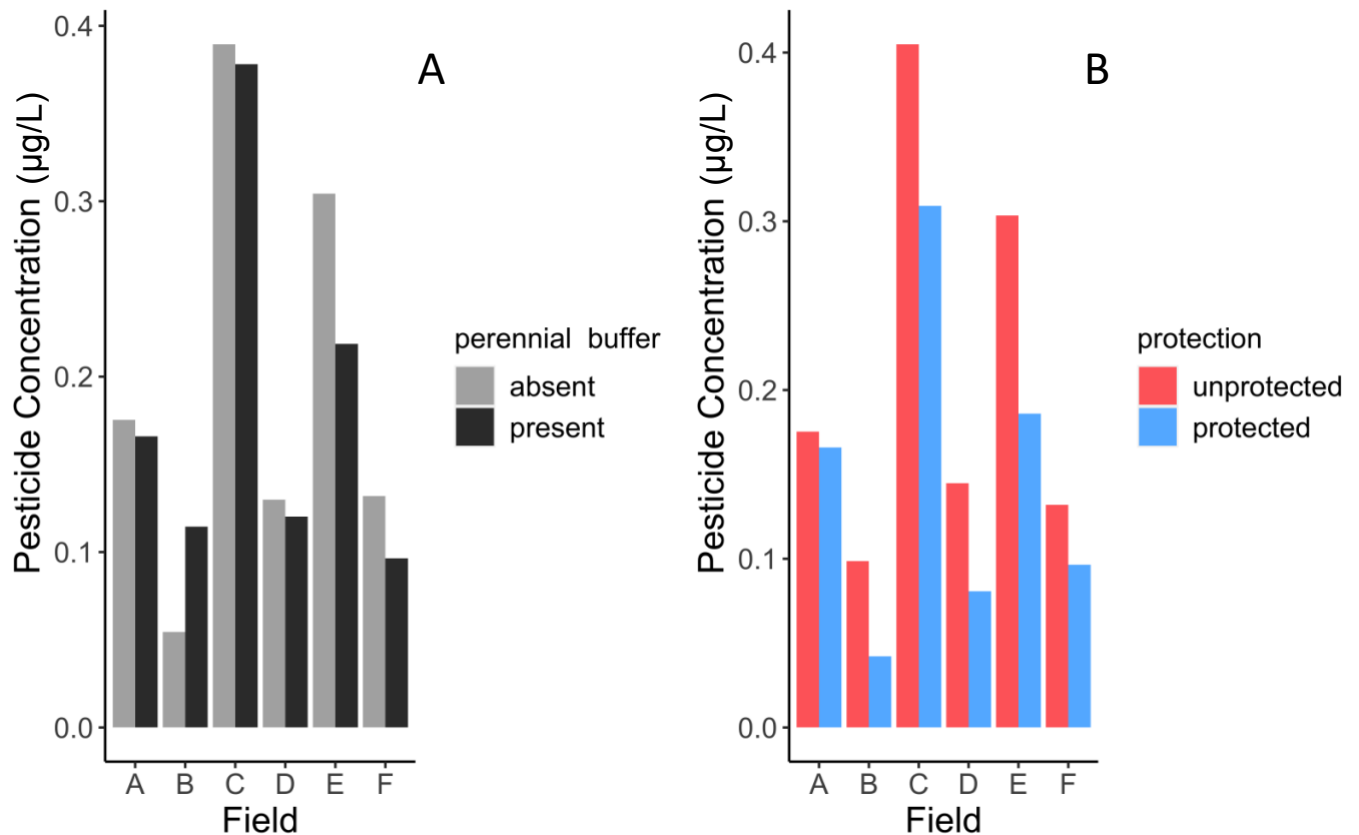 A
Pesticide Concentration (µg/L)
0.4
0.3
0.2
0.1
0.0
A B C D E F
Field
perennial buffer
absent
present
B
Pesticide Concentration (µg/L)
0.4
0.3
0.2
0.1
0.0
A B C D E F
Field
protection
unprotected
protected